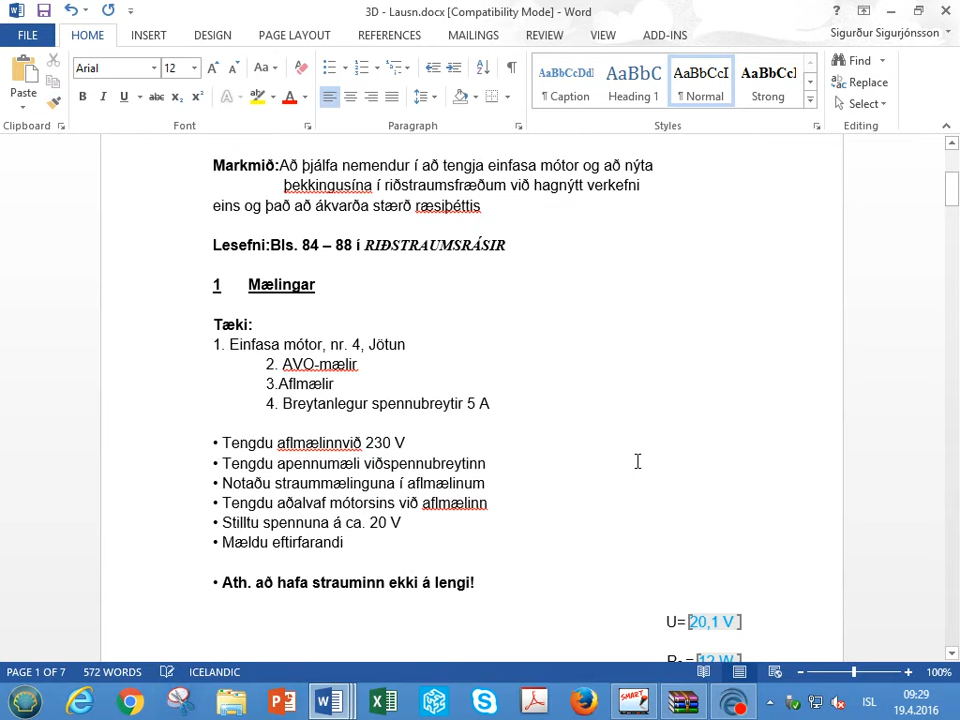 3D - Lausn.docx [Compatibility Mode] - Word
FILE HOME INSERT DESIGN PAGE LAYOUT REFERENCES MAILINGS REVIEW VIEW ADD-INS
Sigurður Sigurjónsson
Paste
Arial 12
AaBbCcDdI AaBbC AaBbCcI AaBbCcI
¶ Caption Heading 1 ¶ Normal Strong
Find
Replace
Select
Clipboard Font Paragraph Styles Editing
Markmið:Að þjálfa nemendur í að tengja einfasa mótor og að nýta
þekkingusína í riðstraumsfræðum við hagnýtt verkefni
eins og það að ákvarða stærð ræsiþéttis
Lesefni:Bls. 84 – 88 í RIÐSTRAUMSRÁSIR
1 Mælingar
Tæki:
1. Einfasa mótor, nr. 4, Jötun
2. AVO-mælir
3.Aflmælir
4. Breytanlegur spennubreytir 5 A
• Tengdu aflmælinnvið 230 V
• Tengdu apennumæli viðspennubreytinn
• Notaðu straummælinguna í aflmælinum
• Tengdu aðalvaf mótorsins við aflmælinn
• Stilltu spennuna á ca. 20 V
• Mældu eftirfarandi
• Ath. að hafa strauminn ekki á lengi!
U= [20,1 V ]
= [12 W ]
PAGE 1 OF 7 572 WORDS ICELANDIC 100%
ISL
09:29
19.4.2016